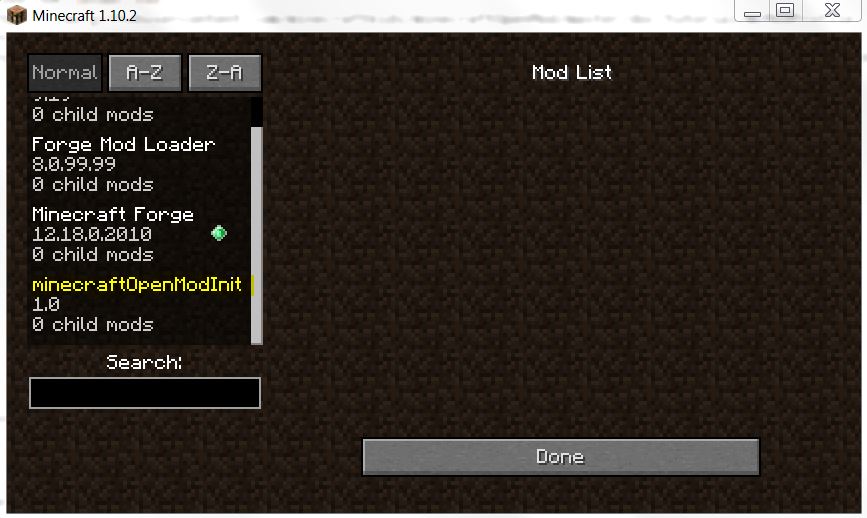 Minecraft 1.10.2
Normal A-Z Z-A
Mod List
0 child mods
Forge Mod Loader
8.0.99.99
0 child mods
Minecraft Forge
12.18.0.2010
0 child mods
minecraftOpenModInit
1.0
0 child mods
Search:
Done